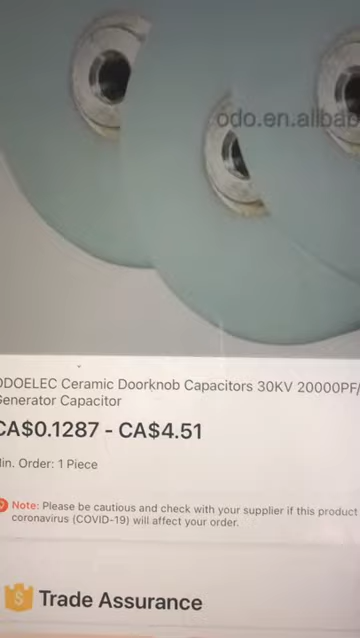 odo.en.alibab
ODOELEC Ceramic Doorknob Capacitors 30KV 20000PF/
Generator Capacitor
CA$0.1287 - CA$4.51
Min. Order: 1 Piece
Note: Please be cautious and check with your supplier if this product
coronavirus (COVID-19) will affect your order.
$ Trade Assurance